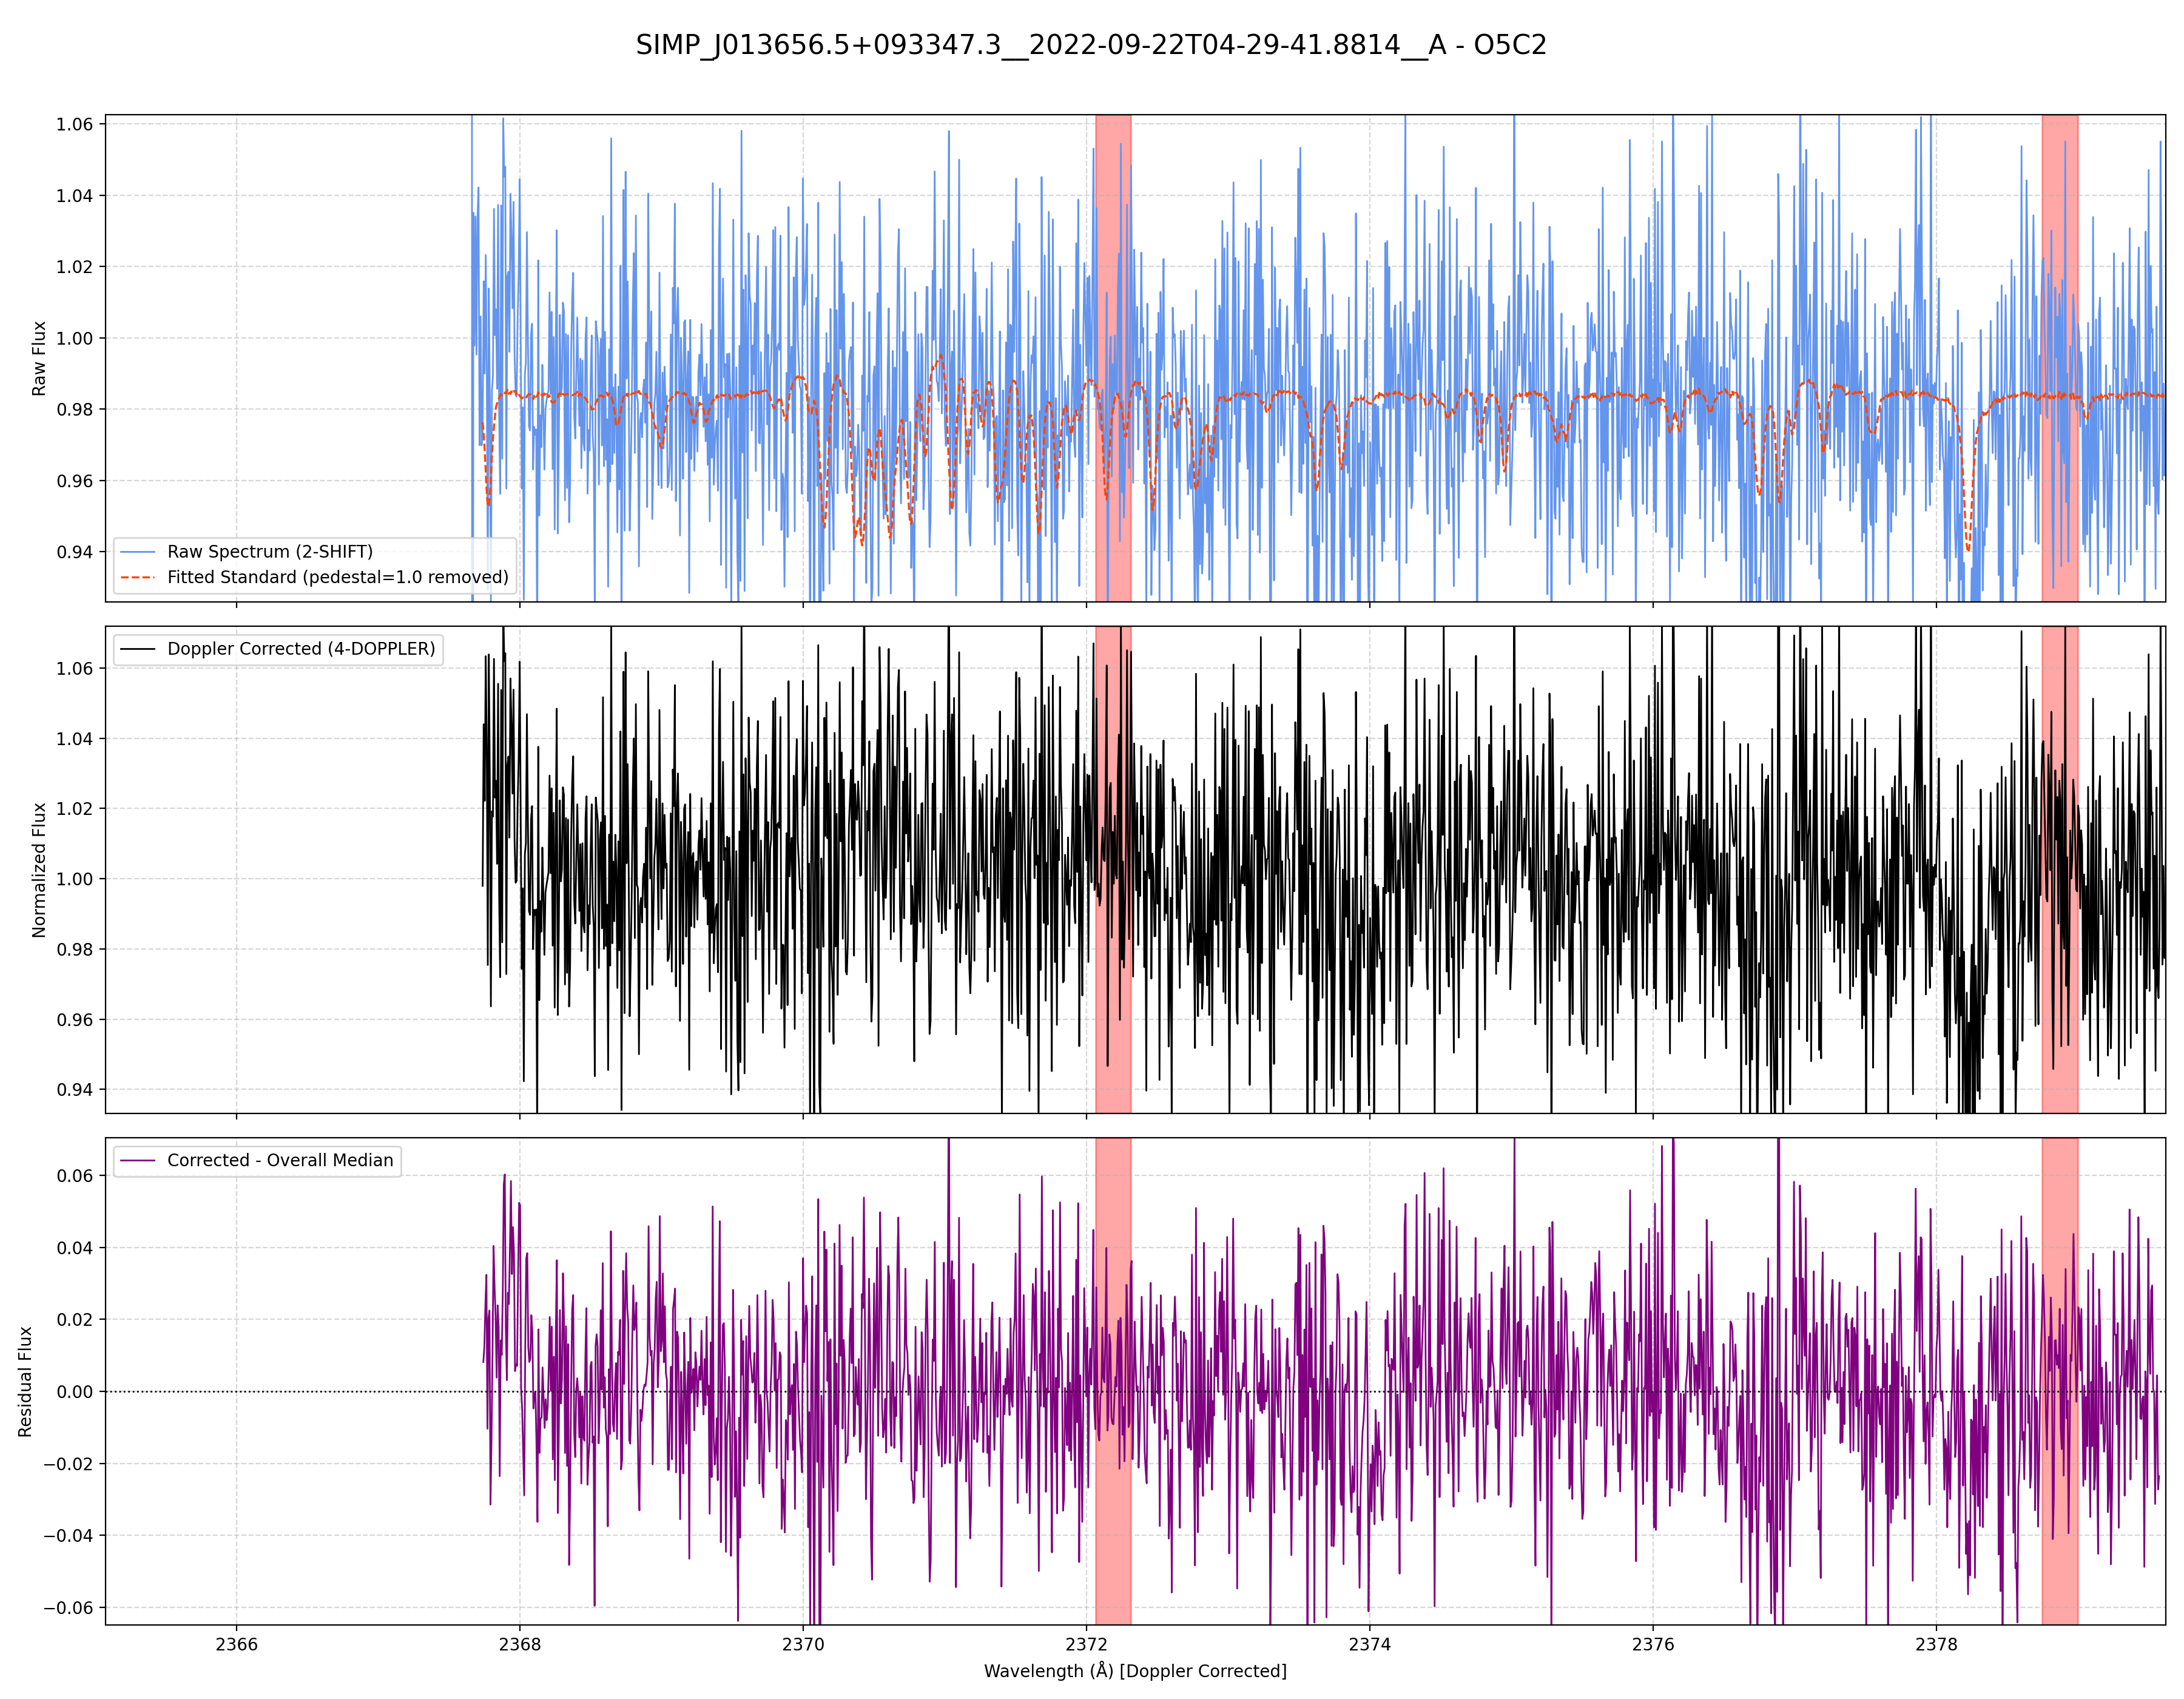 SIMP_J013656.5+093347.3__2022-09-22T04-29-41.8814__A - O5C2
1.06
1.04
1.02
1.00
0.98
0.96
0.94
Raw Flux
Raw Spectrum (2-SHIFT)
Fitted Standard (pedestal=1.0 removed)
1.06
1.04
1.02
1.00
0.98
0.96
0.94
Normalized Flux
Doppler Corrected (4-DOPPLER)
0.06
0.04
0.02
0.00
−0.02
−0.04
−0.06
Residual Flux
Corrected - Overall Median
2366 2368 2370 2372 2374 2376 2378
Wavelength (Å) [Doppler Corrected]